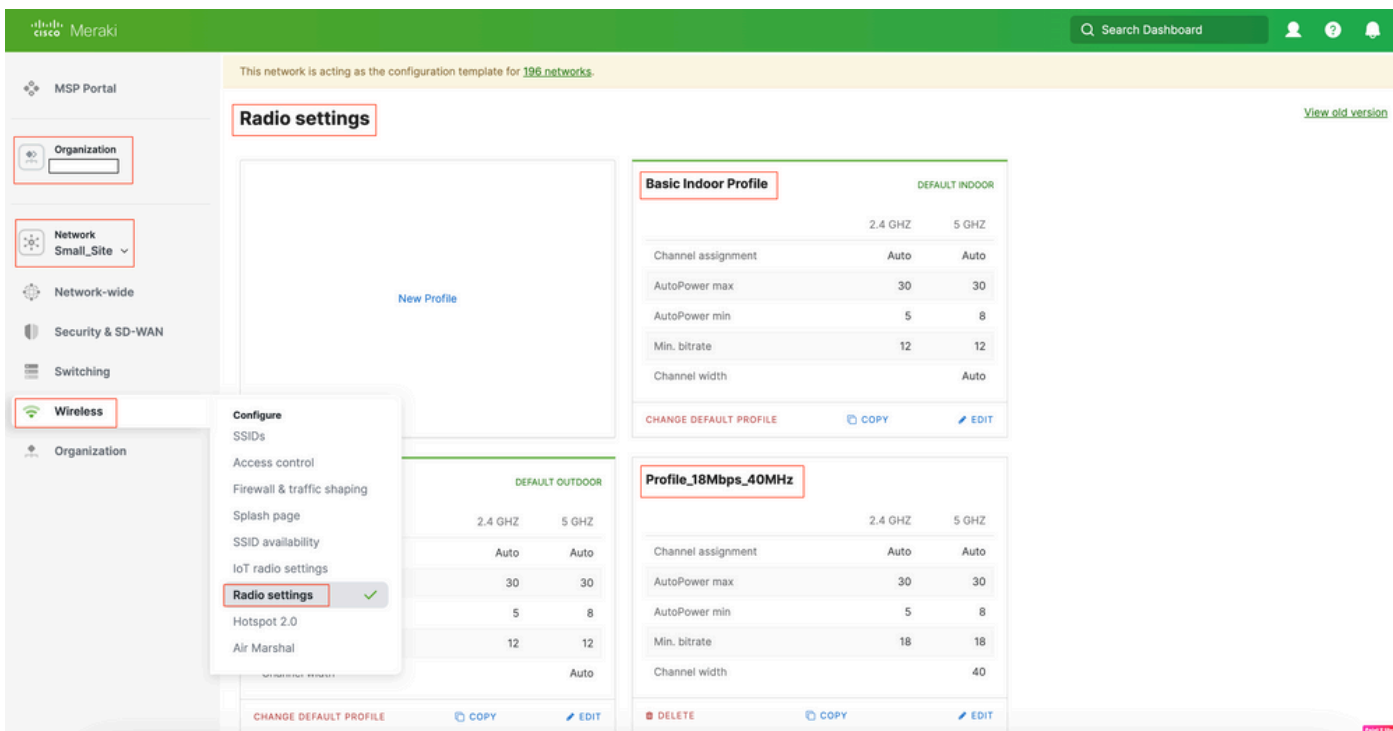 cisco Meraki
Search Dashboard
MSP Portal
Organization
Network
Small_Site
Network-wide
Security & SD-WAN
Switching
Wireless
Organization
This network is acting as the configuration template for 196 networks.
Radio settings
View old version
New Profile
Basic Indoor Profile DEFAULT INDOOR
2.4 GHZ 5 GHZ
Channel assignment Auto Auto
AutoPower max 30 30
AutoPower min 5 8
Min. bitrate 12 12
Channel width Auto
CHANGE DEFAULT PROFILE COPY EDIT
Configure
SSIDs
Access control
Firewall & traffic shaping
Splash page
SSID availability
IoT radio settings
Radio settings
Hotspot 2.0
Air Marshal
DEFAULT OUTDOOR
2.4 GHZ 5 GHZ
Auto Auto
30 30
5 8
12 12
Channel width Auto
CHANGE DEFAULT PROFILE COPY EDIT
Profile_18Mbps_40MHz
2.4 GHZ 5 GHZ
Channel assignment Auto Auto
AutoPower max 30 30
AutoPower min 5 8
Min. bitrate 18 18
Channel width 40
DELETE COPY EDIT